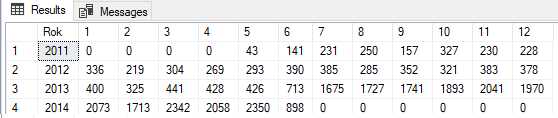 Results Messages
Rok 1 2 3 4 5 6 7 8 9 10 11 12
1 2011 0 0 0 0 43 141 231 250 157 327 230 228
2 2012 336 219 304 269 293 390 385 285 352 321 383 378
3 2013 400 325 441 428 426 713 1675 1727 1741 1893 2041 1970
4 2014 2073 1713 2342 2058 2350 898 0 0 0 0 0 0